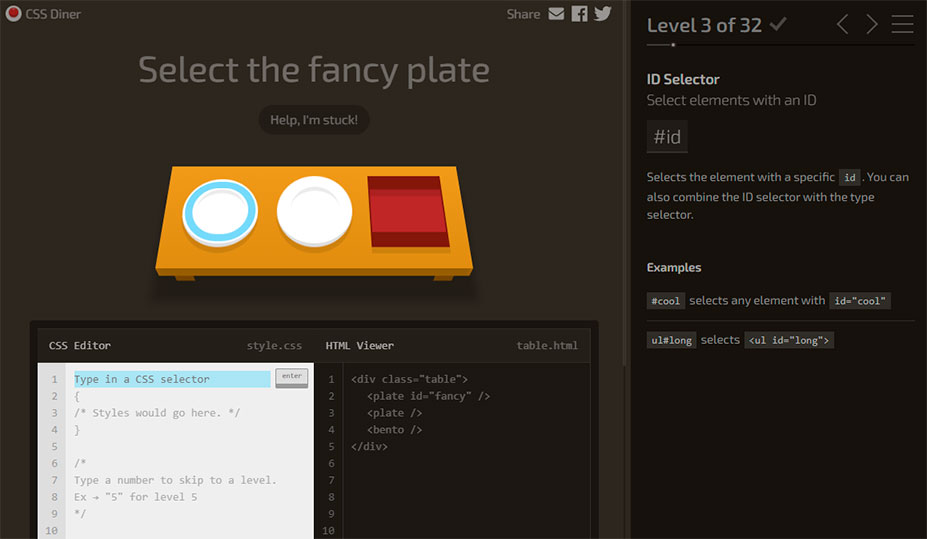 CSS Diner
Share
Select the fancy plate
Help, I'm stuck!
CSS Editor
style.css
1 Type in a CSS selector
enter
2 {
3 /* Styles would go here. */
4 }
5
6 /*
7 Type a number to skip to a level.
8 Ex → "5" for level 5
9 */
10
HTML Viewer
table.html
1 <div class="table">
2 <plate id="fancy" />
3 <plate />
4 <bento />
5 </div>
6
7
8
9
10
Level 3 of 32
ID Selector
Select elements with an ID
#id
Selects the element with a specific id . You can
also combine the ID selector with the type
selector.
Examples
#cool selects any element with id="cool"
ul#long selects <ul id="long">